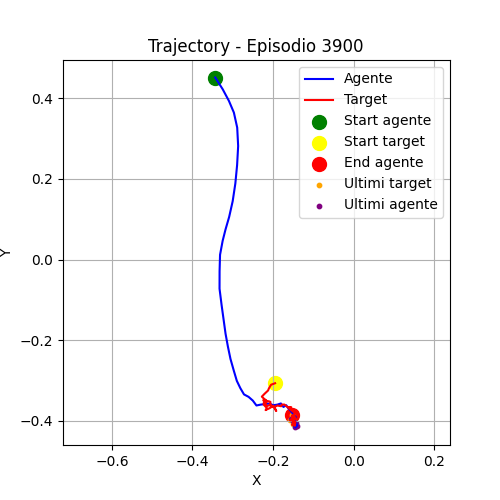 Trajectory - Episodio 3900
Agente
Target
Start agente
Start target
End agente
Ultimi target
Ultimi agente
Y
0.4
0.2
0.0
−0.2
−0.4
−0.6
−0.4
−0.2
0.0
0.2
X